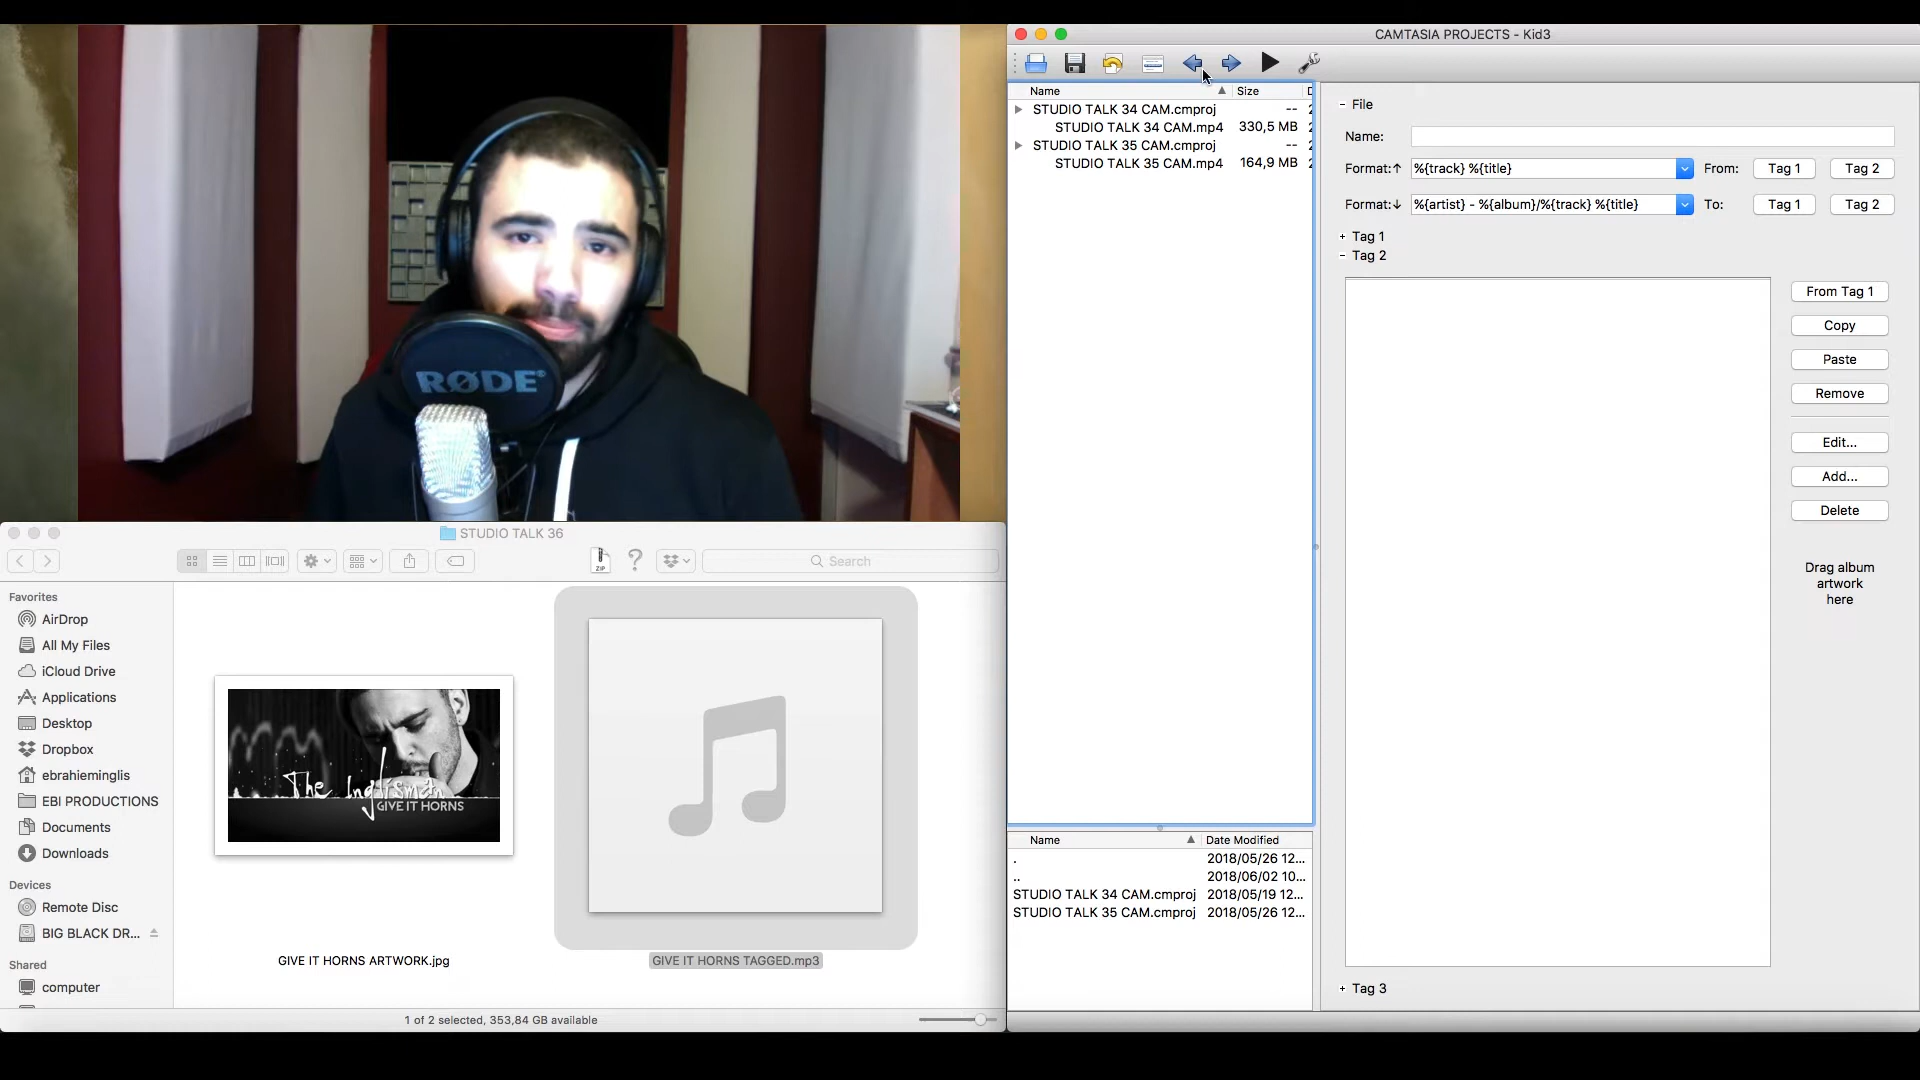 RØDE
STUDIO TALK 36
ZIP
Search
Favorites
AirDrop
All My Files
iCloud Drive
Applications
Desktop
Dropbox
ebrahieminglis
EBI PRODUCTIONS
Documents
Downloads
Devices
Remote Disc
BIG BLACK DR...
Shared
computer
The Inglisman
GIVE IT HORNS
GIVE IT HORNS ARTWORK.jpg
GIVE IT HORNS TAGGED.mp3
1 of 2 selected, 353,84 GB available
CAMTASIA PROJECTS - Kid3
Name Size
STUDIO TALK 34 CAM.cmproj --
STUDIO TALK 34 CAM.mp4 330,5 MB
STUDIO TALK 35 CAM.cmproj --
STUDIO TALK 35 CAM.mp4 164,9 MB
Name Date Modified
. 2018/05/26 12...
.. 2018/06/02 10...
STUDIO TALK 34 CAM.cmproj 2018/05/19 12...
STUDIO TALK 35 CAM.cmproj 2018/05/26 12...
- File
Name:
Format:↑ %{track} %{title} From: Tag 1 Tag 2
Format:↓ %{artist} - %{album}/%{track} %{title} To: Tag 1 Tag 2
+ Tag 1
- Tag 2
From Tag 1
Copy
Paste
Remove
Edit...
Add...
Delete
Drag album
artwork
here
+ Tag 3